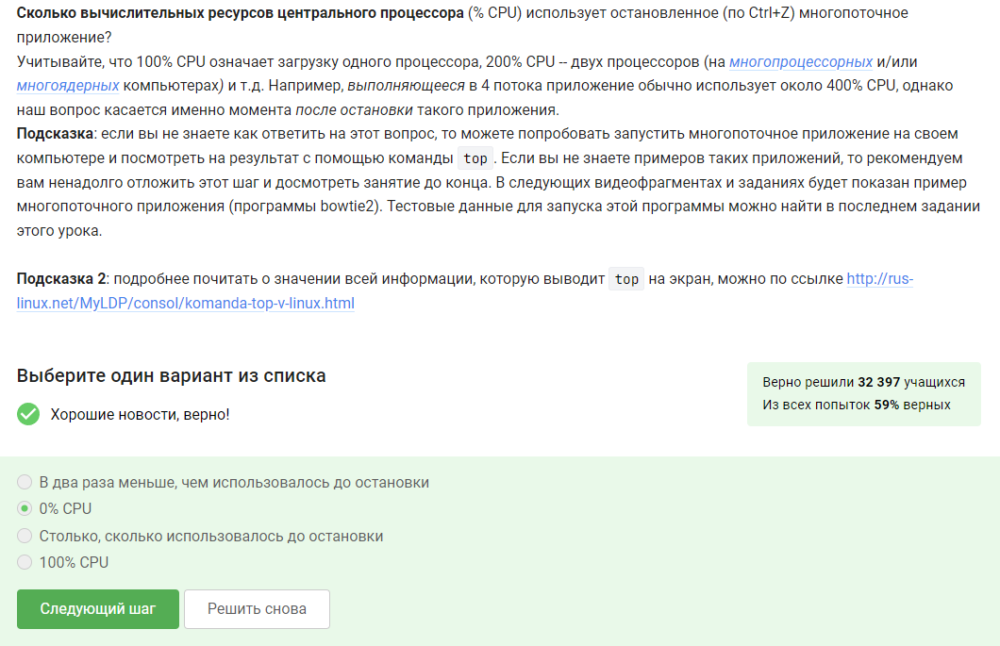 Сколько вычислительных ресурсов центрального процессора (% CPU) использует остановленное (по Ctrl+Z) многопоточное
приложение?
Учитывайте, что 100% CPU означает загрузку одного процессора, 200% CPU -- двух процессоров (на многопроцессорных и/или
многоядерных компьютерах) и т.д. Например, выполняющееся в 4 потока приложение обычно использует около 400% CPU, однако
наш вопрос касается именно момента после остановки такого приложения.
Подсказка: если вы не знаете как ответить на этот вопрос, то можете попробовать запустить многопоточное приложение на своем
компьютере и посмотреть на результат с помощью команды top. Если вы не знаете примеров таких приложений, то рекомендуем
вам ненадолго отложить этот шаг и досмотреть занятие до конца. В следующих видеофрагментах и заданиях будет показан пример
многопоточного приложения (программы bowtie2). Тестовые данные для запуска этой программы можно найти в последнем задании
этого урока.
Подсказка 2: подробнее почитать о значении всей информации, которую выводит top на экран, можно по ссылке http://rus-
linux.net/MyLDP/consol/komanda-top-v-linux.html
Выберите один вариант из списка
Хорошие новости, верно!
Верно решили 32 397 учащихся
Из всех попыток 59% верных
В два раза меньше, чем использовалось до остановки
0% CPU
Столько, сколько использовалось до остановки
100% CPU
Следующий шаг
Решить снова